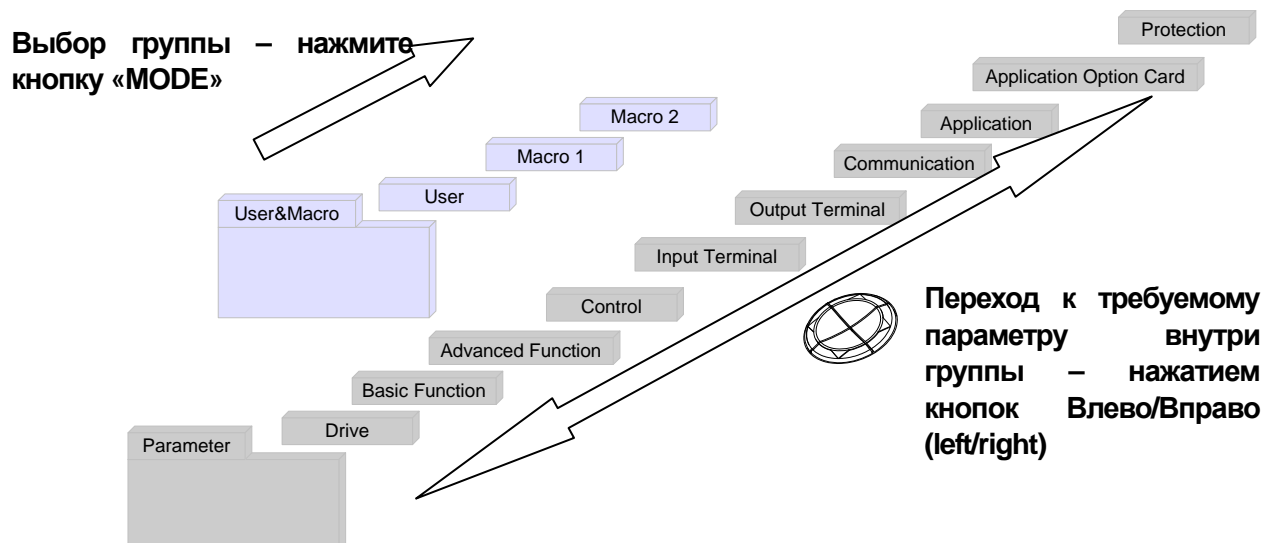 Выбор группы – нажмите
кнопку «MODE»
Protection
Application Option Card
Application
Communication
Output Terminal
Input Terminal
Control
Advanced Function
Basic Function
Drive
Parameter
Macro 2
Macro 1
User
User&Macro
Переход к требуемому
параметру внутри
группы – нажатием
кнопок Влево/Вправо
(left/right)